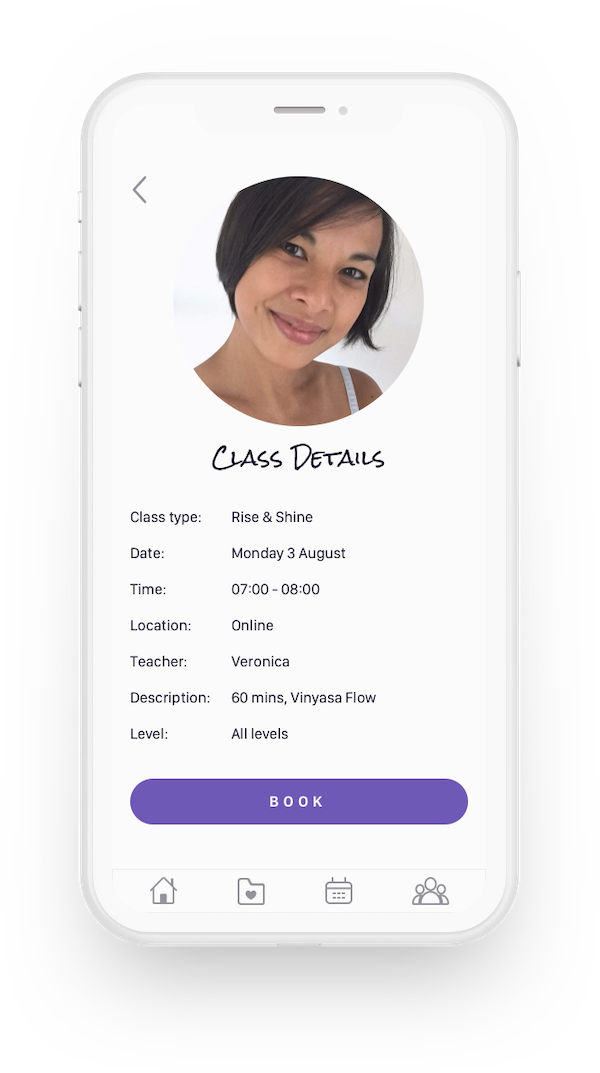 Class Details
Class type: Rise & Shine
Date: Monday 3 August
Time: 07:00 - 08:00
Location: Online
Teacher: Veronica
Description: 60 mins, Vinyasa Flow
Level: All levels
BOOK